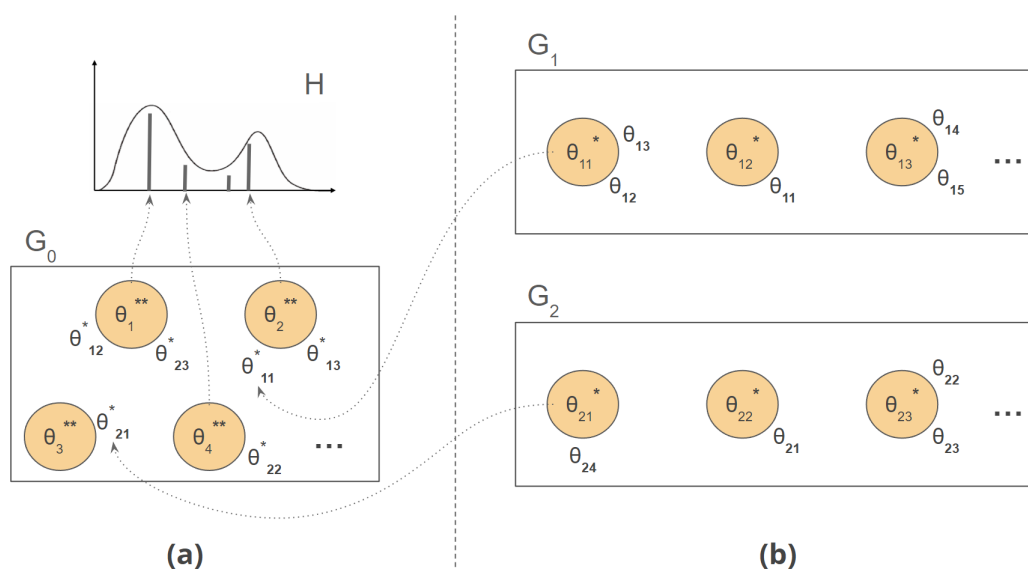 H
G₀
θ₁** θ₂**
θ*₁₂ θ*₂₃ θ*₁₁ θ*₁₃
θ₃** θ*₂₁ θ₄** θ*₂₂ ...
(a)
G₁
θ₁₁* θ₁₃ θ₁₂ θ₁₂* θ₁₁ θ₁₃* θ₁₄ θ₁₅ ...
G₂
θ₂₁* θ₂₄ θ₂₂* θ₂₁ θ₂₃* θ₂₂ θ₂₃ ...
(b)